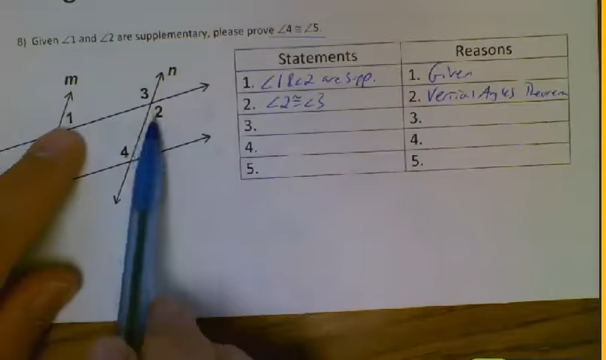 8) Given ∠1 and ∠2 are supplementary, please prove ∠4 ≅ ∠5.
Statements
Reasons
1. ∠1&∠2 are Supp.
1. Given
2. ∠2≅∠3
2. Vertical Angles Theorem
3.
3.
4.
4.
5.
5.
m
n
3
1
2
4